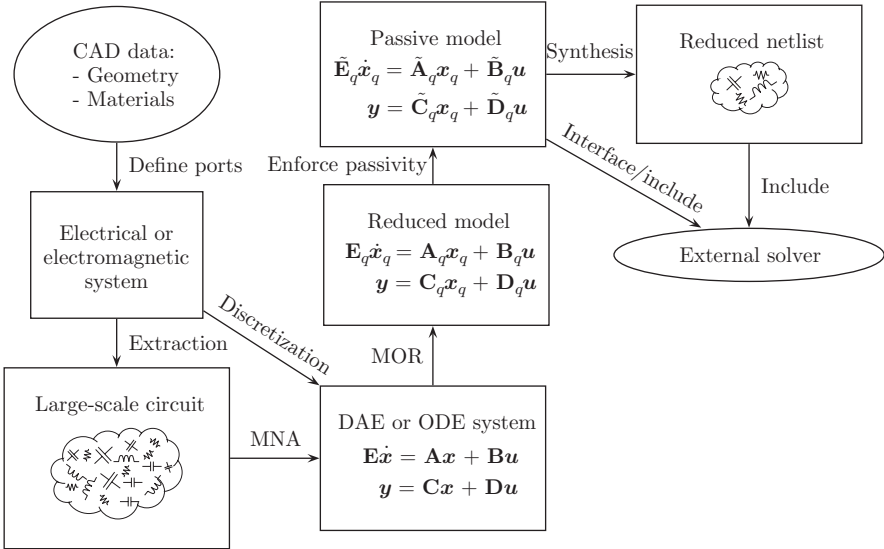 CAD data:
- Geometry
- Materials
Define ports
Electrical or
electromagnetic
system
Extraction
Discretization
Large-scale circuit
MNA
DAE or ODE system
Eẋ = Ax + Bu
y = Cx + Du
MOR
Reduced model
E_qẋ_q = A_qx_q + B_qu
y = C_qx_q + D_qu
Enforce passivity
Passive model
Ẽ_qẋ_q = Ã_qx_q + B̃_qu
y = C̃_qx_q + D̃_qu
Synthesis
Interface/include
Reduced netlist
Include
External solver